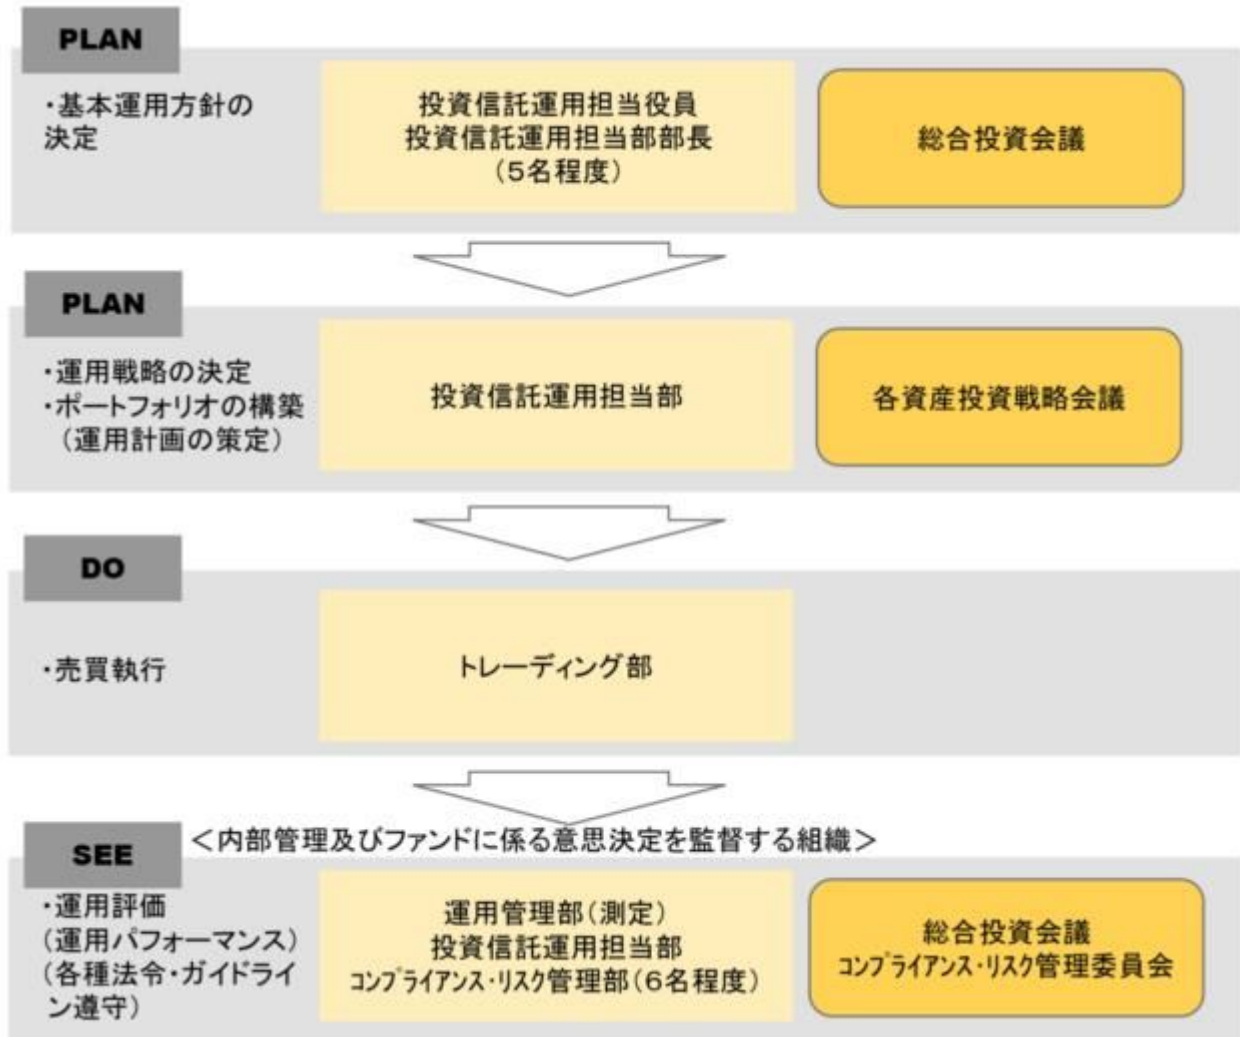 PLAN
・基本運用方針の
決定
投資信託運用担当役員
投資信託運用担当部部長
(5名程度)
総合投資会議
PLAN
・運用戦略の決定
・ポートフォリオの構築
(運用計画の策定)
投資信託運用担当部
各資産投資戦略会議
DO
・売買執行
トレーディング部
SEE
＜内部管理及びファンドに係る意思決定を監督する組織＞
・運用評価
(運用パフォーマンス)
(各種法令・ガイドライ
ン遵守)
運用管理部(測定)
投資信託運用担当部
コンプライアンス・リスク管理部(6名程度)
総合投資会議
コンプライアンス・リスク管理委員会